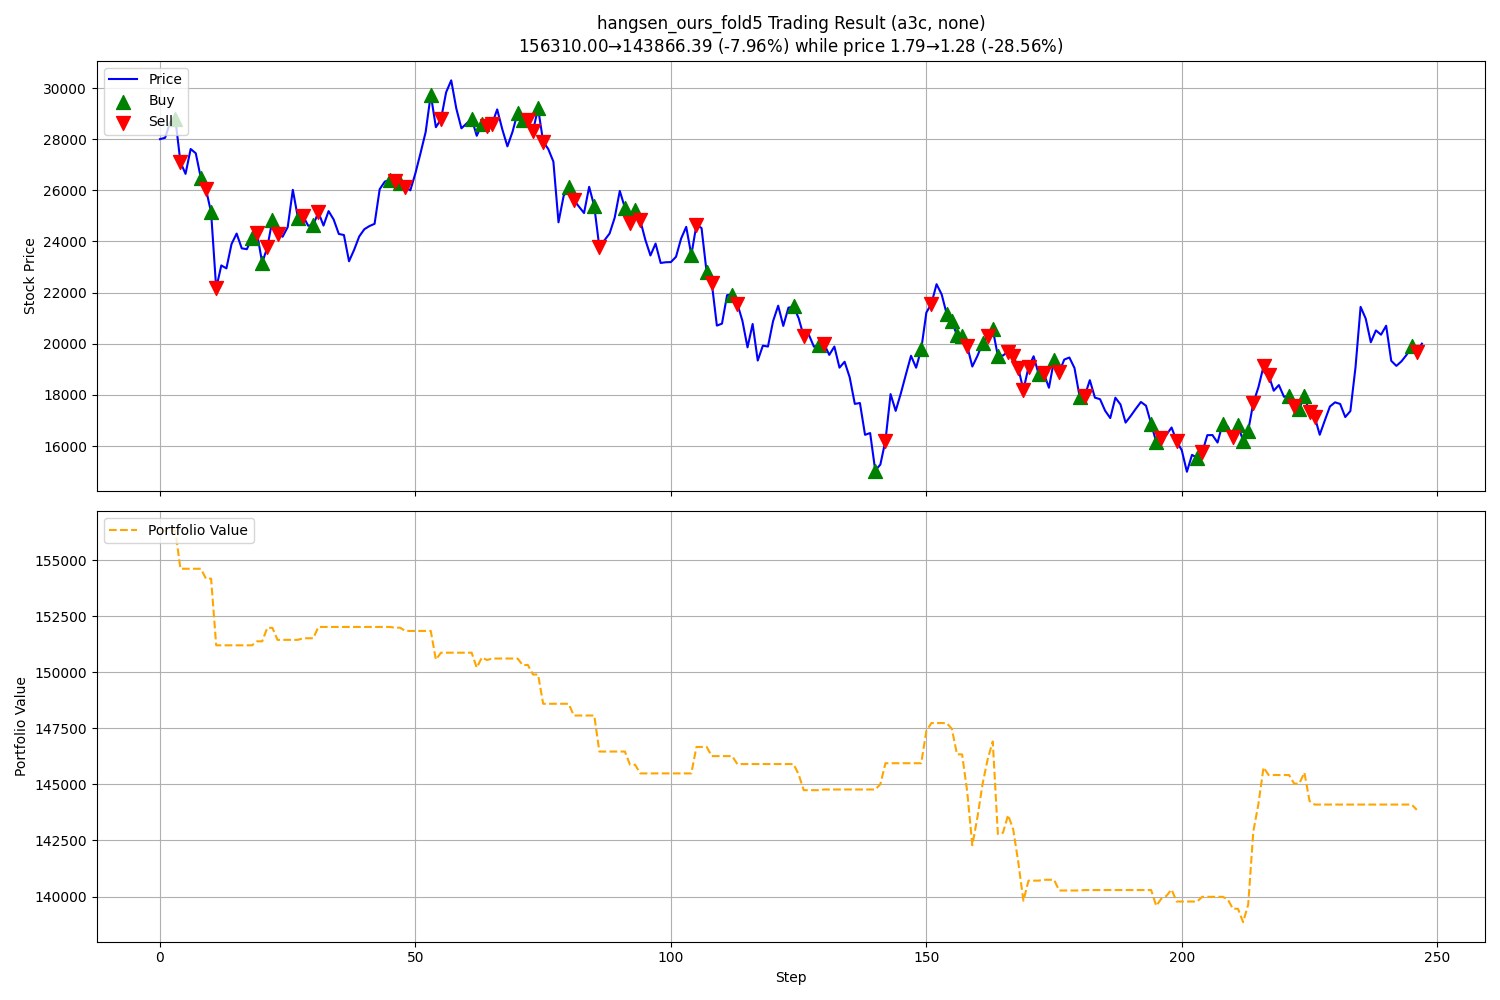 hangsen_ours_fold5 Trading Result (a3c, none)
156310.00→143866.39 (-7.96%) while price 1.79→1.28 (-28.56%)
Price
Buy
Sell
Stock Price
30000
28000
26000
24000
22000
20000
18000
16000
Portfolio Value
Portfolio Value
155000
152500
150000
147500
145000
142500
140000
0
50
100
150
200
250
Step